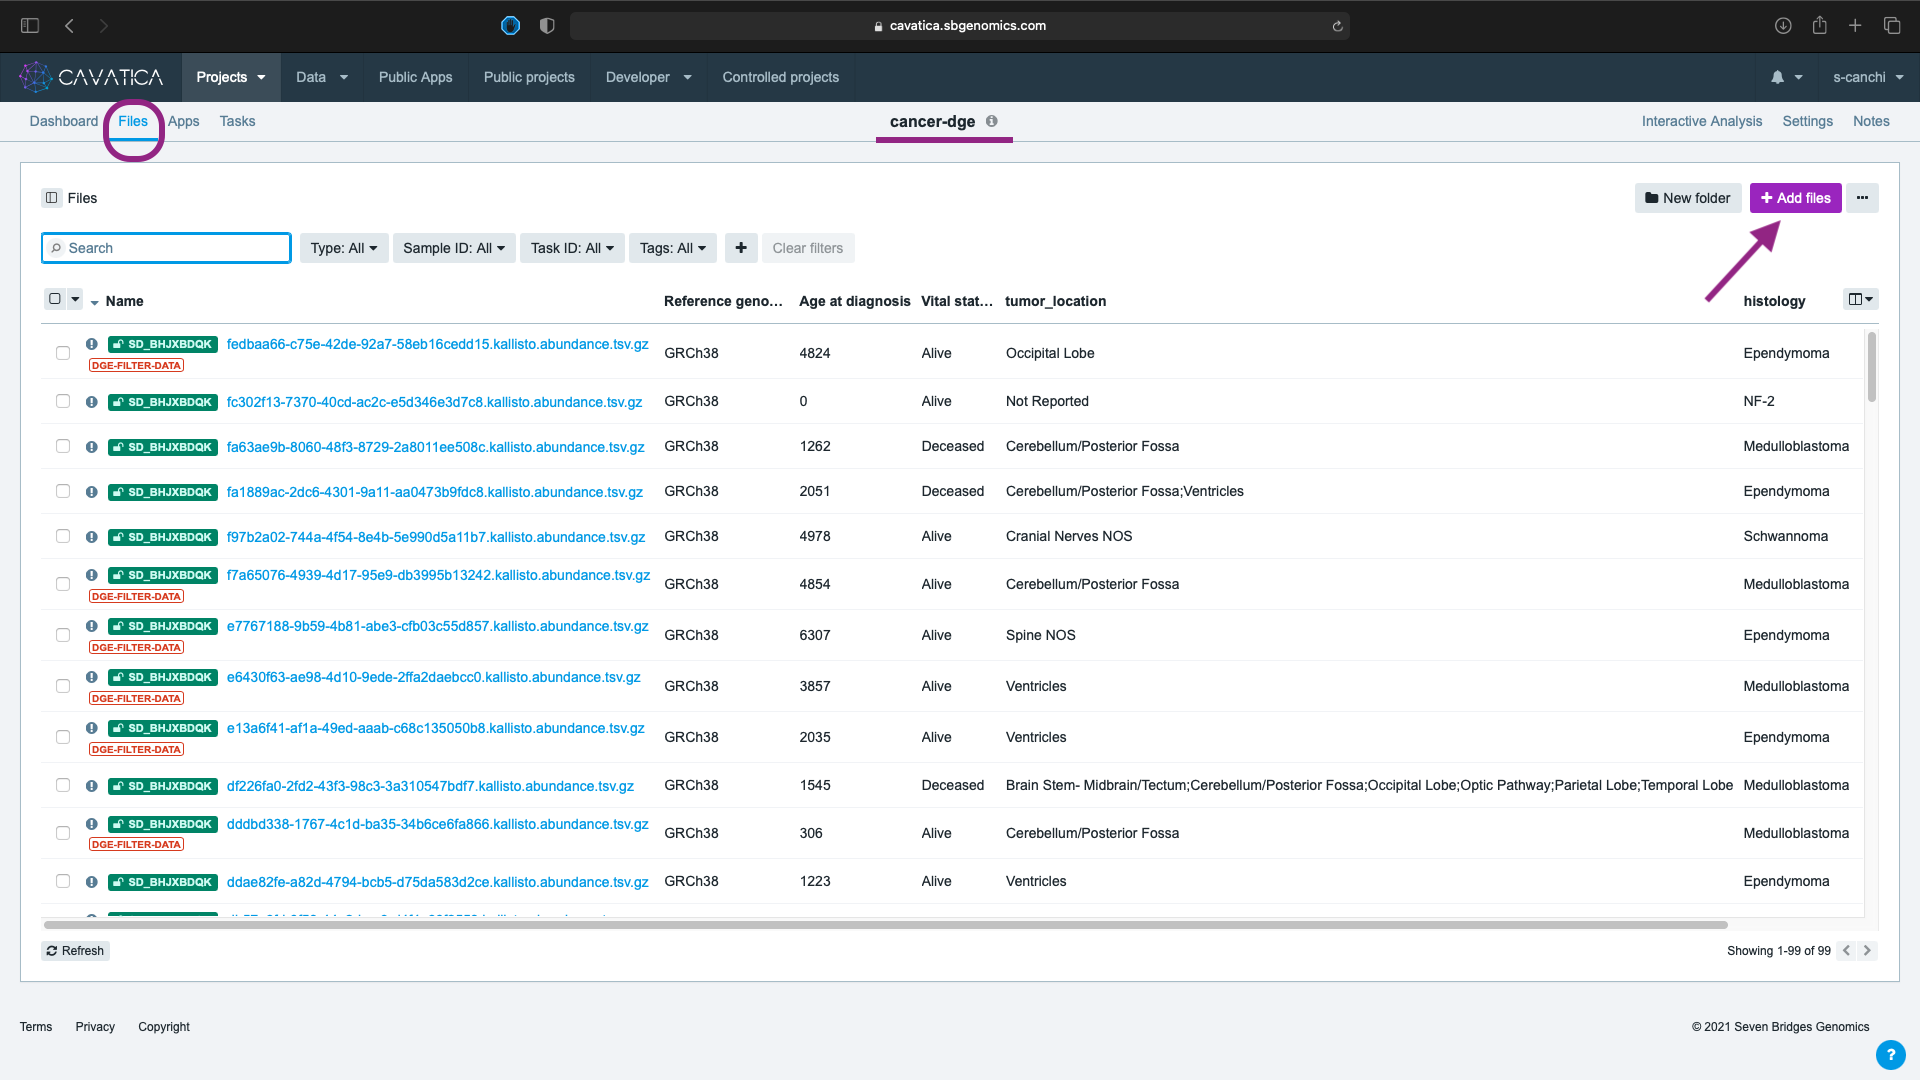 cavatica.sbgenomics.com
CAVATICA Projects Data Public Apps Public projects Developer Controlled projects s-canchi
Dashboard Files Apps Tasks cancer-dge Interactive Analysis Settings Notes
Files New folder + Add files ...
Search Type: All Sample ID: All Task ID: All Tags: All + Clear filters
Name Reference geno... Age at diagnosis Vital stat... tumor_location histology
SD_BHJXBDQK fedbaa66-c75e-42de-92a7-58eb16cedd15.kallisto.abundance.tsv.gz GRCh38 4824 Alive Occipital Lobe Ependymoma
DGE-FILTER-DATA
SD_BHJXBDQK fc302f13-7370-40cd-ac2c-e5d346e3d7c8.kallisto.abundance.tsv.gz GRCh38 0 Alive Not Reported NF-2
SD_BHJXBDQK fa63ae9b-8060-48f3-8729-2a8011ee508c.kallisto.abundance.tsv.gz GRCh38 1262 Deceased Cerebellum/Posterior Fossa Medulloblastoma
SD_BHJXBDQK fa1889ac-2dc6-4301-9a11-aa0473b9fdc8.kallisto.abundance.tsv.gz GRCh38 2051 Deceased Cerebellum/Posterior Fossa;Ventricles Ependymoma
SD_BHJXBDQK f97b2a02-744a-4f54-8e4b-5e990d5a11b7.kallisto.abundance.tsv.gz GRCh38 4978 Alive Cranial Nerves NOS Schwannoma
SD_BHJXBDQK f7a65076-4939-4d17-95e9-db3995b13242.kallisto.abundance.tsv.gz GRCh38 4854 Alive Cerebellum/Posterior Fossa Medulloblastoma
DGE-FILTER-DATA
SD_BHJXBDQK e7767188-9b59-4b81-abe3-cfb03c55d857.kallisto.abundance.tsv.gz GRCh38 6307 Alive Spine NOS Ependymoma
DGE-FILTER-DATA
SD_BHJXBDQK e6430f63-ae98-4d10-9ede-2ffa2daebcc0.kallisto.abundance.tsv.gz GRCh38 3857 Alive Ventricles Medulloblastoma
DGE-FILTER-DATA
SD_BHJXBDQK e13a6f41-af1a-49ed-aaab-c68c135050b8.kallisto.abundance.tsv.gz GRCh38 2035 Alive Ventricles Ependymoma
DGE-FILTER-DATA
SD_BHJXBDQK df226fa0-2fd2-43f3-98c3-3a310547bdf7.kallisto.abundance.tsv.gz GRCh38 1545 Deceased Brain Stem- Midbrain/Tectum;Cerebellum/Posterior Fossa;Occipital Lobe;Optic Pathway;Parietal Lobe;Temporal Lobe Medulloblastoma
SD_BHJXBDQK dddbd338-1767-4c1d-ba35-34b6ce6fa866.kallisto.abundance.tsv.gz GRCh38 306 Alive Cerebellum/Posterior Fossa Medulloblastoma
DGE-FILTER-DATA
SD_BHJXBDQK ddae82fe-a82d-4794-bcb5-d75da583d2ce.kallisto.abundance.tsv.gz GRCh38 1223 Alive Ventricles Ependymoma
Refresh Showing 1-99 of 99
Terms Privacy Copyright © 2021 Seven Bridges Genomics
?